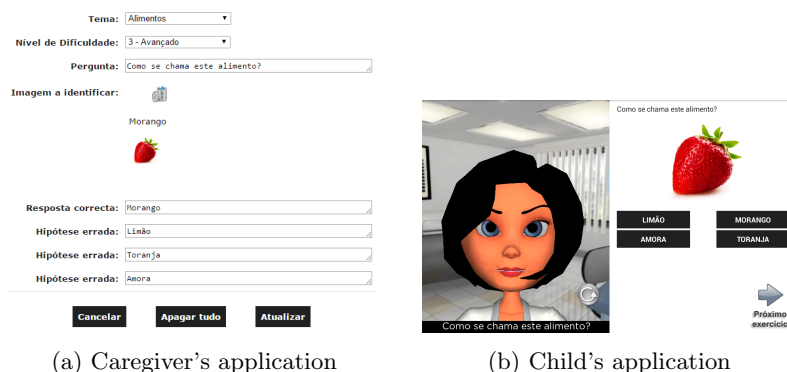 Tema: Alimentos
Nível de Dificuldade: 3 - Avançado
Pergunta: Como se chama este alimento?
Imagem a identificar:
Morango
Resposta correcta: Morango
Hipótese errada: Limão
Hipótese errada: Toranja
Hipótese errada: Amora
Cancelar Apagar tudo Atualizar
(a) Caregiver's application
Como se chama este alimento?
LIMÃO MORANGO
AMORA TORANJA
Próximo
exercício
Como se chama este alimento?
(b) Child's application